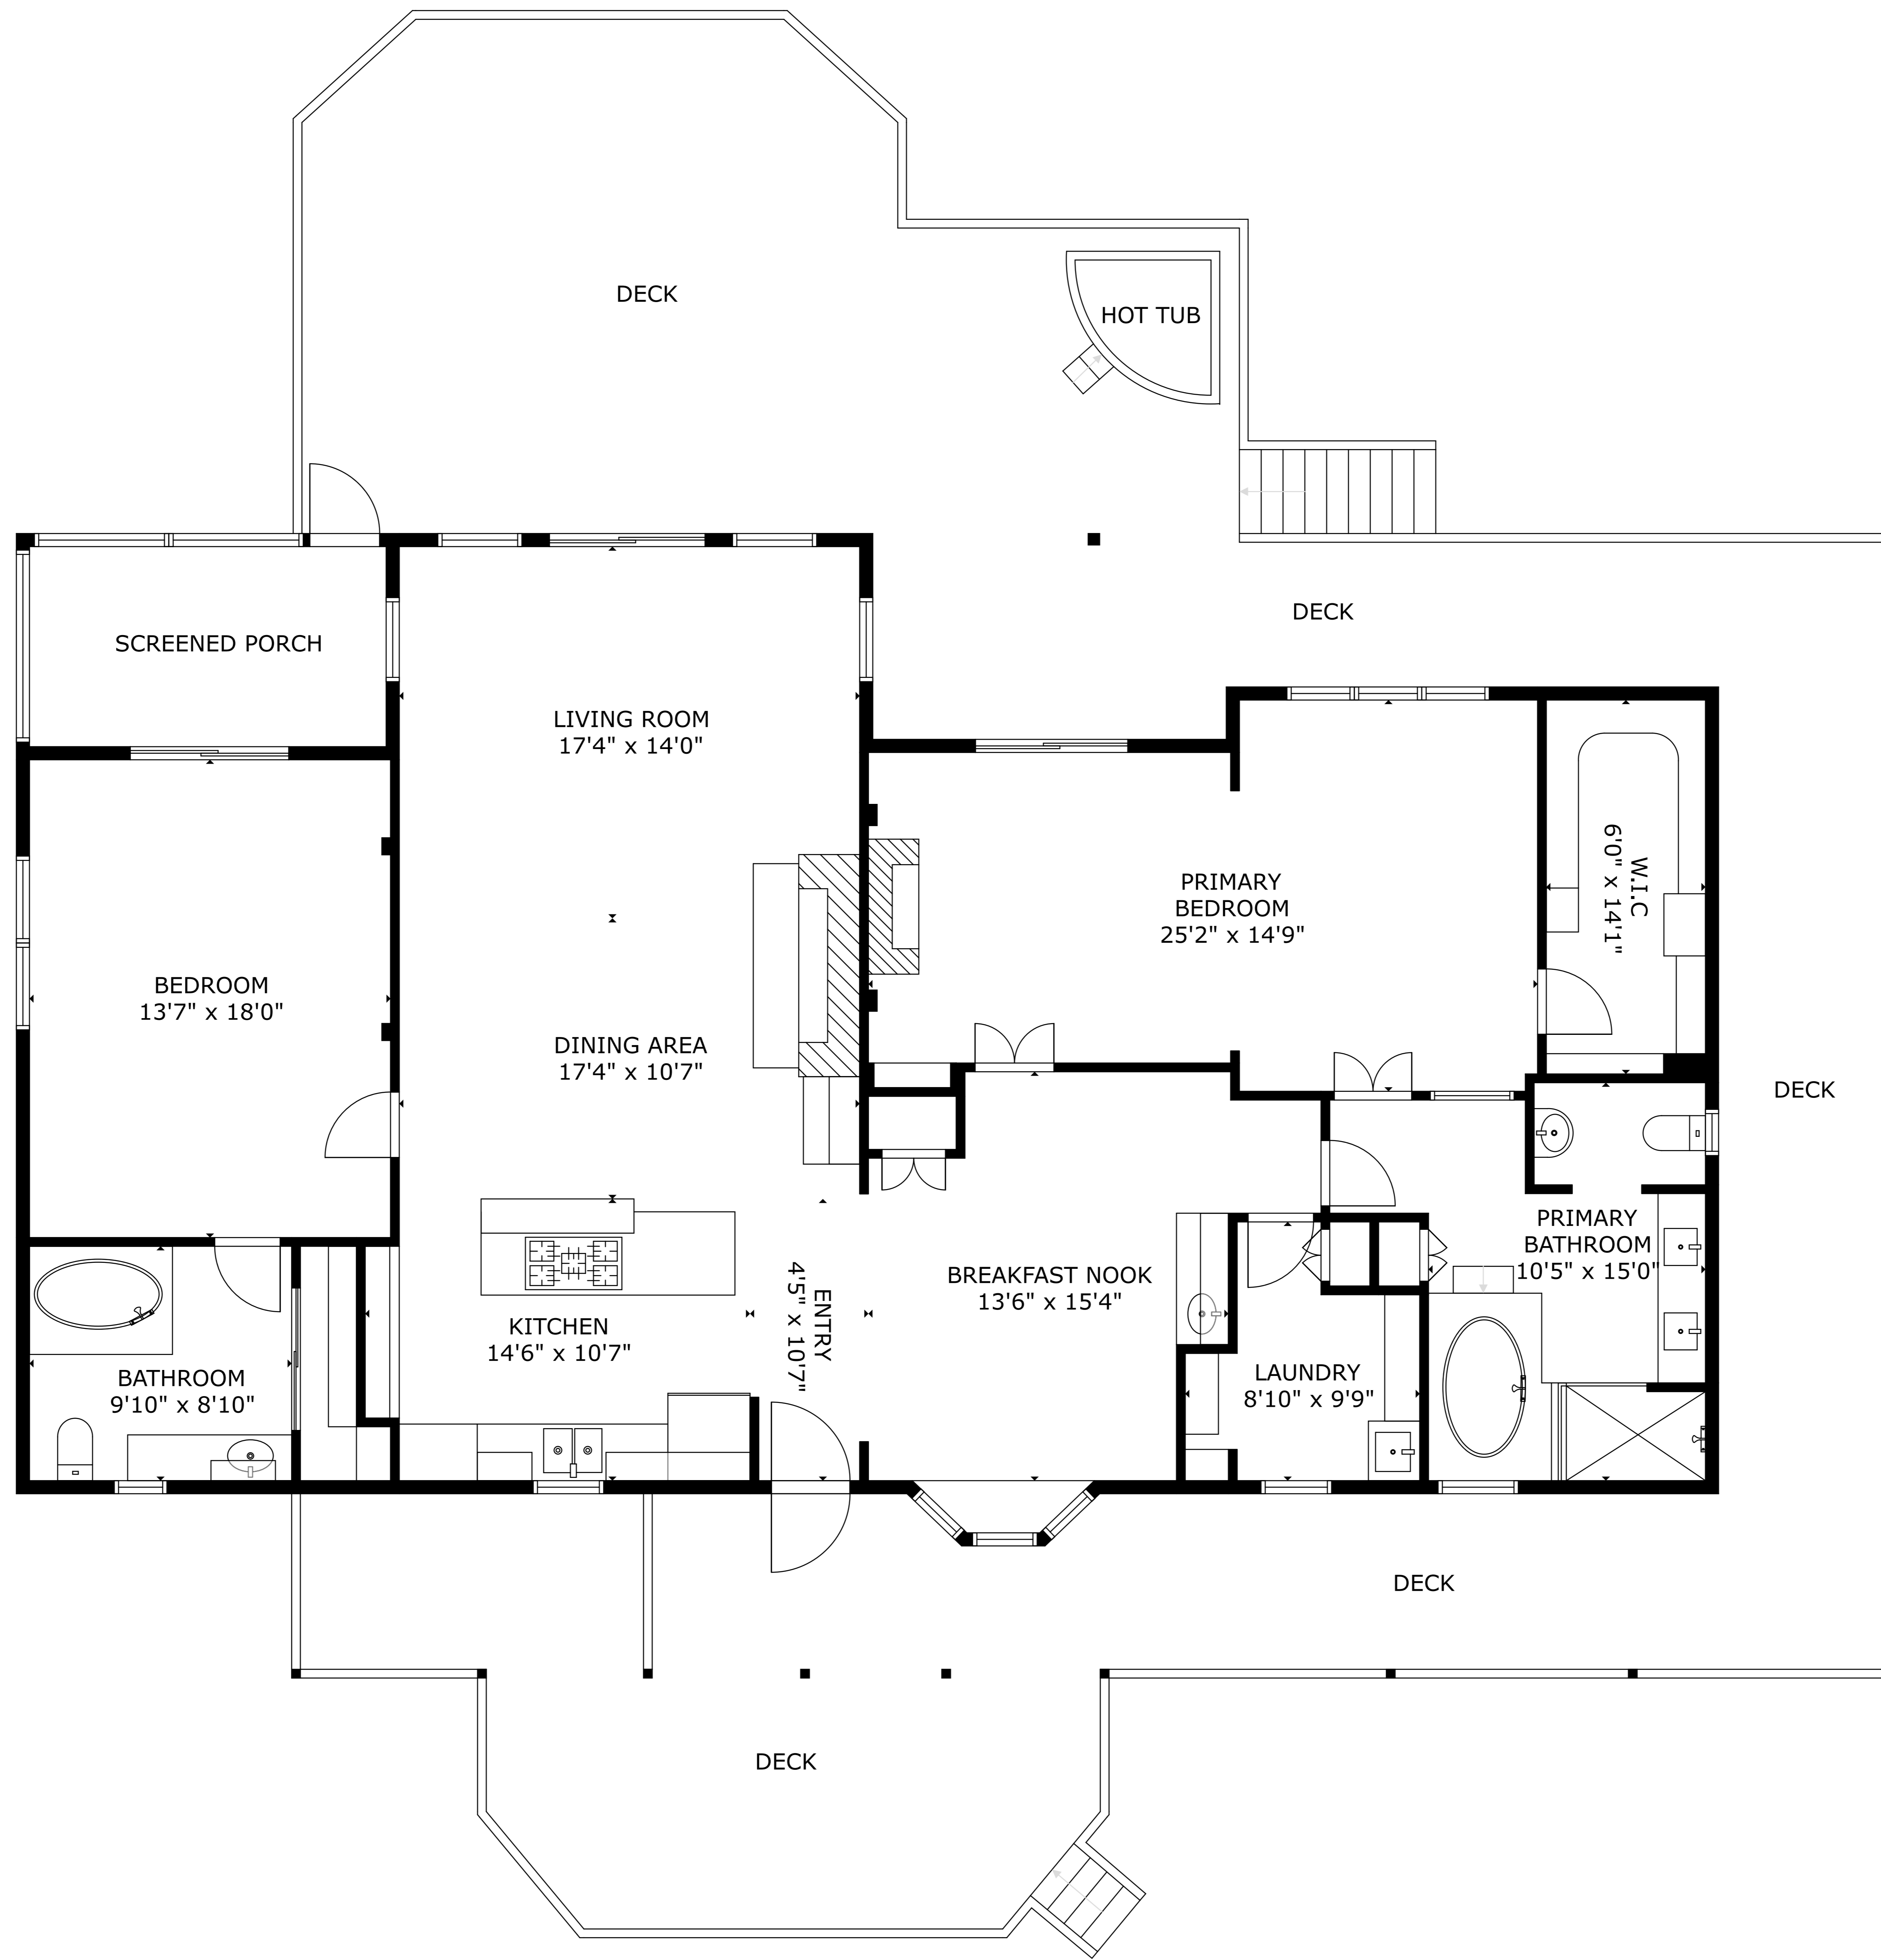 DECK
HOT TUB
DECK
SCREENED PORCH
LIVING ROOM
17'4" x 14'0"
PRIMARY
BEDROOM
25'2" x 14'9"
W.I.C
6'0" x 14'1"
BEDROOM
13'7" x 18'0"
DINING AREA
17'4" x 10'7"
DECK
PRIMARY
BATHROOM
10'5" x 15'0"
BREAKFAST NOOK
13'6" x 15'4"
ENTRY
4'5" x 10'7"
KITCHEN
14'6" x 10'7"
BATHROOM
9'10" x 8'10"
LAUNDRY
8'10" x 9'9"
DECK
DECK